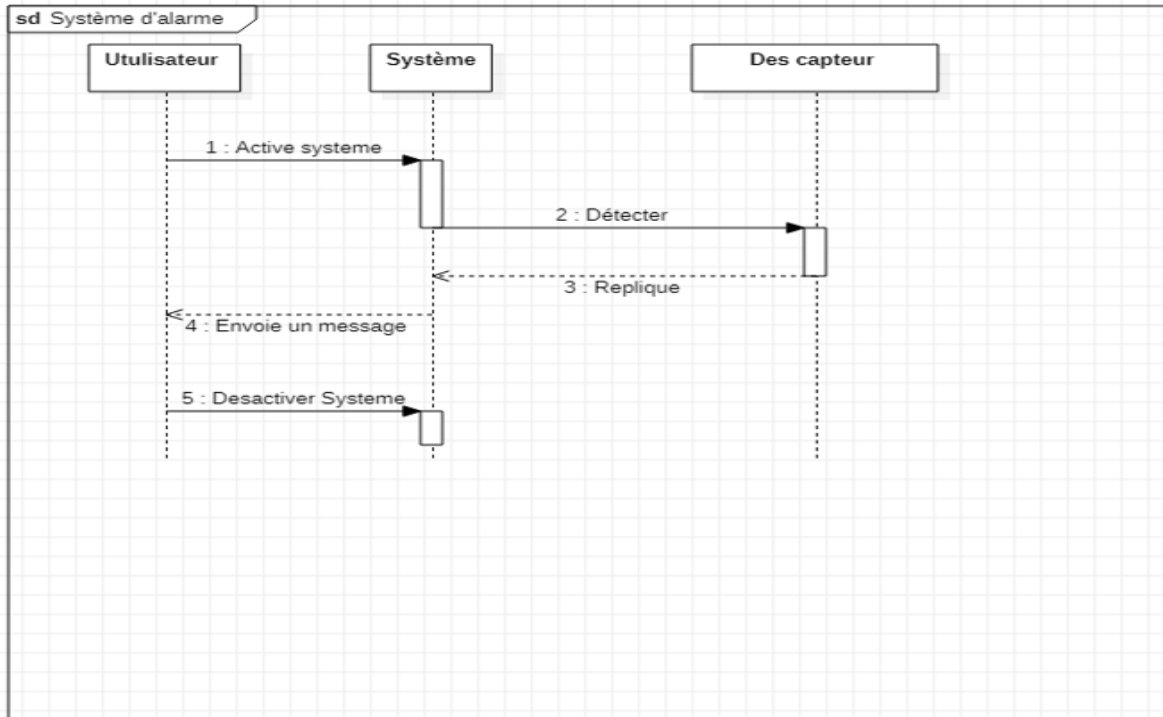 sd Système d'alarme
Utulisateur
Système
Des capteur
1 : Active systeme
2 : Détecter
3 : Replique
4 : Envoie un message
5 : Desactiver Systeme